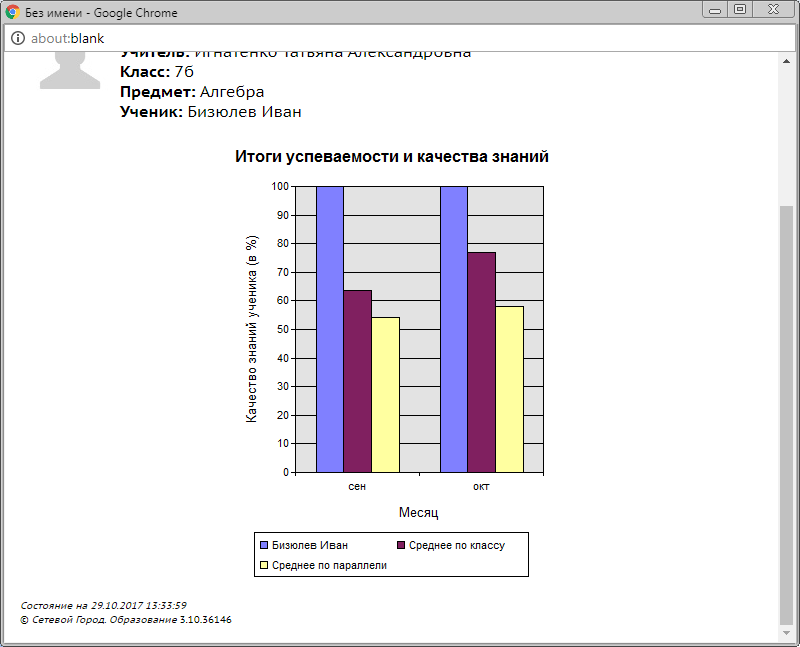 Без имени - Google Chrome
about:blank
Учитель: Игнатенко Татьяна Александровна
Класс: 7б
Предмет: Алгебра
Ученик: Бизюлев Иван
Итоги успеваемости и качества знаний
Качество знаний ученика (в %)
100
90
80
70
60
50
40
30
20
10
0
сен окт
Месяц
Бизюлев Иван Среднее по классу
Среднее по параллели
Состояние на 29.10.2017 13:33:59
© Сетевой Город. Образование 3.10.36146